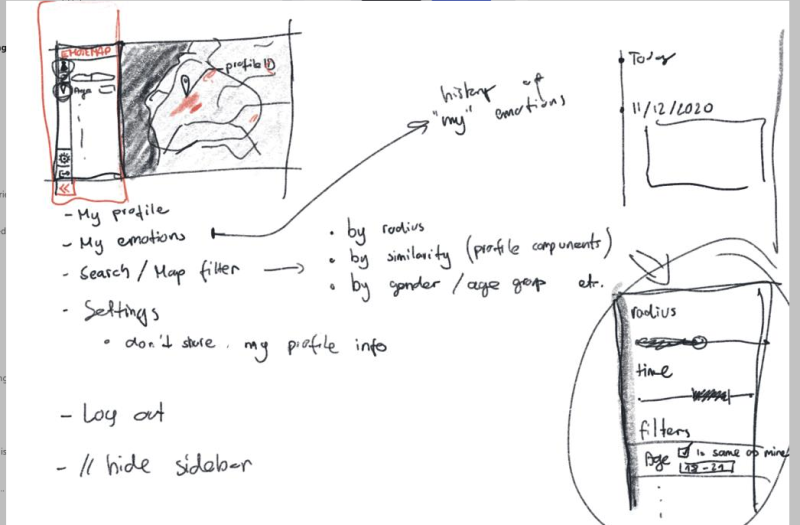 EMOTEMAP
profile ID
Age
- My profile
- My emotions
- Search / Map filter
- Settings
• don't store my profile info
- Log out
- // hide sidebar
history of
"my" emotions
• by radius
• by similarity (profile components)
• by gender / age group etc.
Today
11/12/2020
radius
time
filters
Age ☑ is same as mine
18-21